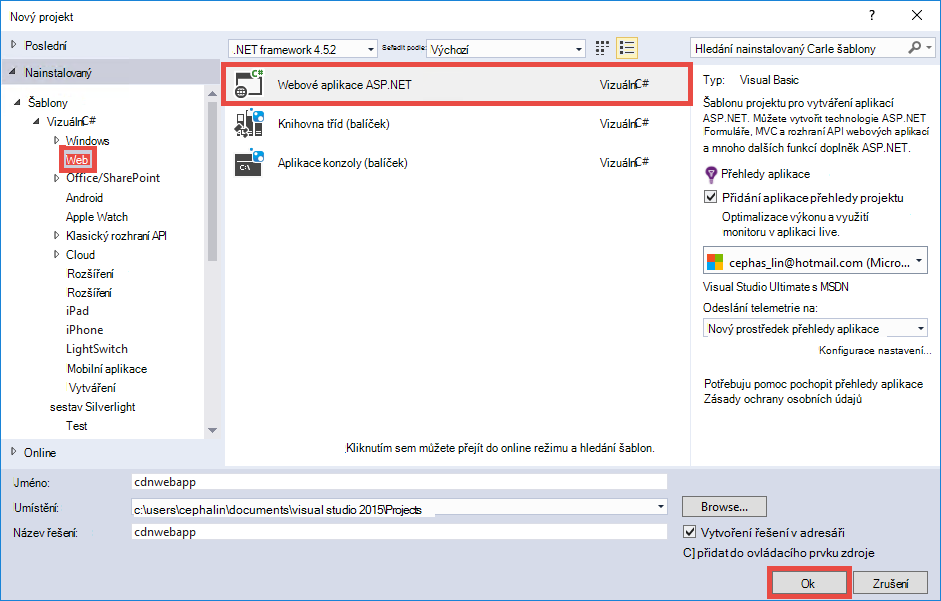 Nový projekt
Poslední
.NET framework 4.5.2
Seřadit podle:
Výchozí
Hledání nainstalovaný Carle šablony
Nainstalovaný
Šablony
VizuálníC#
Windows
Web
Office/SharePoint
Android
Apple Watch
Klasický rozhraní API
Cloud
Rozšíření
Rozšíření
iPad
iPhone
LightSwitch
Mobilní aplikace
Vytváření
sestav Silverlight
Test
Online
Webové aplikace ASP.NET VizuálníC#
Knihovna tříd (balíček) VizuálníC#
Aplikace konzoly (balíček) VizuálníC#
Kliknutím sem můžete přejít do online režimu a hledání šablon.
Typ: Visual Basic
Šablonu projektu pro vytváření aplikací
ASP.NET. Můžete vytvořit technologie ASP.NET
Formuláře, MVC a rozhraní API webových aplikací
a mnoho dalších funkcí doplněk ASP.NET.
Přehledy aplikace
Přidání aplikace přehledy projektu
Optimalizace výkonu a využití
monitoru v aplikaci live.
cephas_lin@hotmail.com (Micro...
Visual Studio Ultimate s MSDN
Odeslání telemetrie na:
Nový prostředek přehledy aplikace
Konfigurace nastavení...
Potřebuju pomoc pochopit přehledy aplikace
Zásady ochrany osobních údajů
Jméno: cdnwebapp
Umístění: c:\users\cephalin\documents\visual studio 2015\Projects
Browse...
Název řešení: cdnwebapp
Vytvoření řešení v adresáři
C] přidat do ovládacího prvku zdroje
Ok
Zrušení